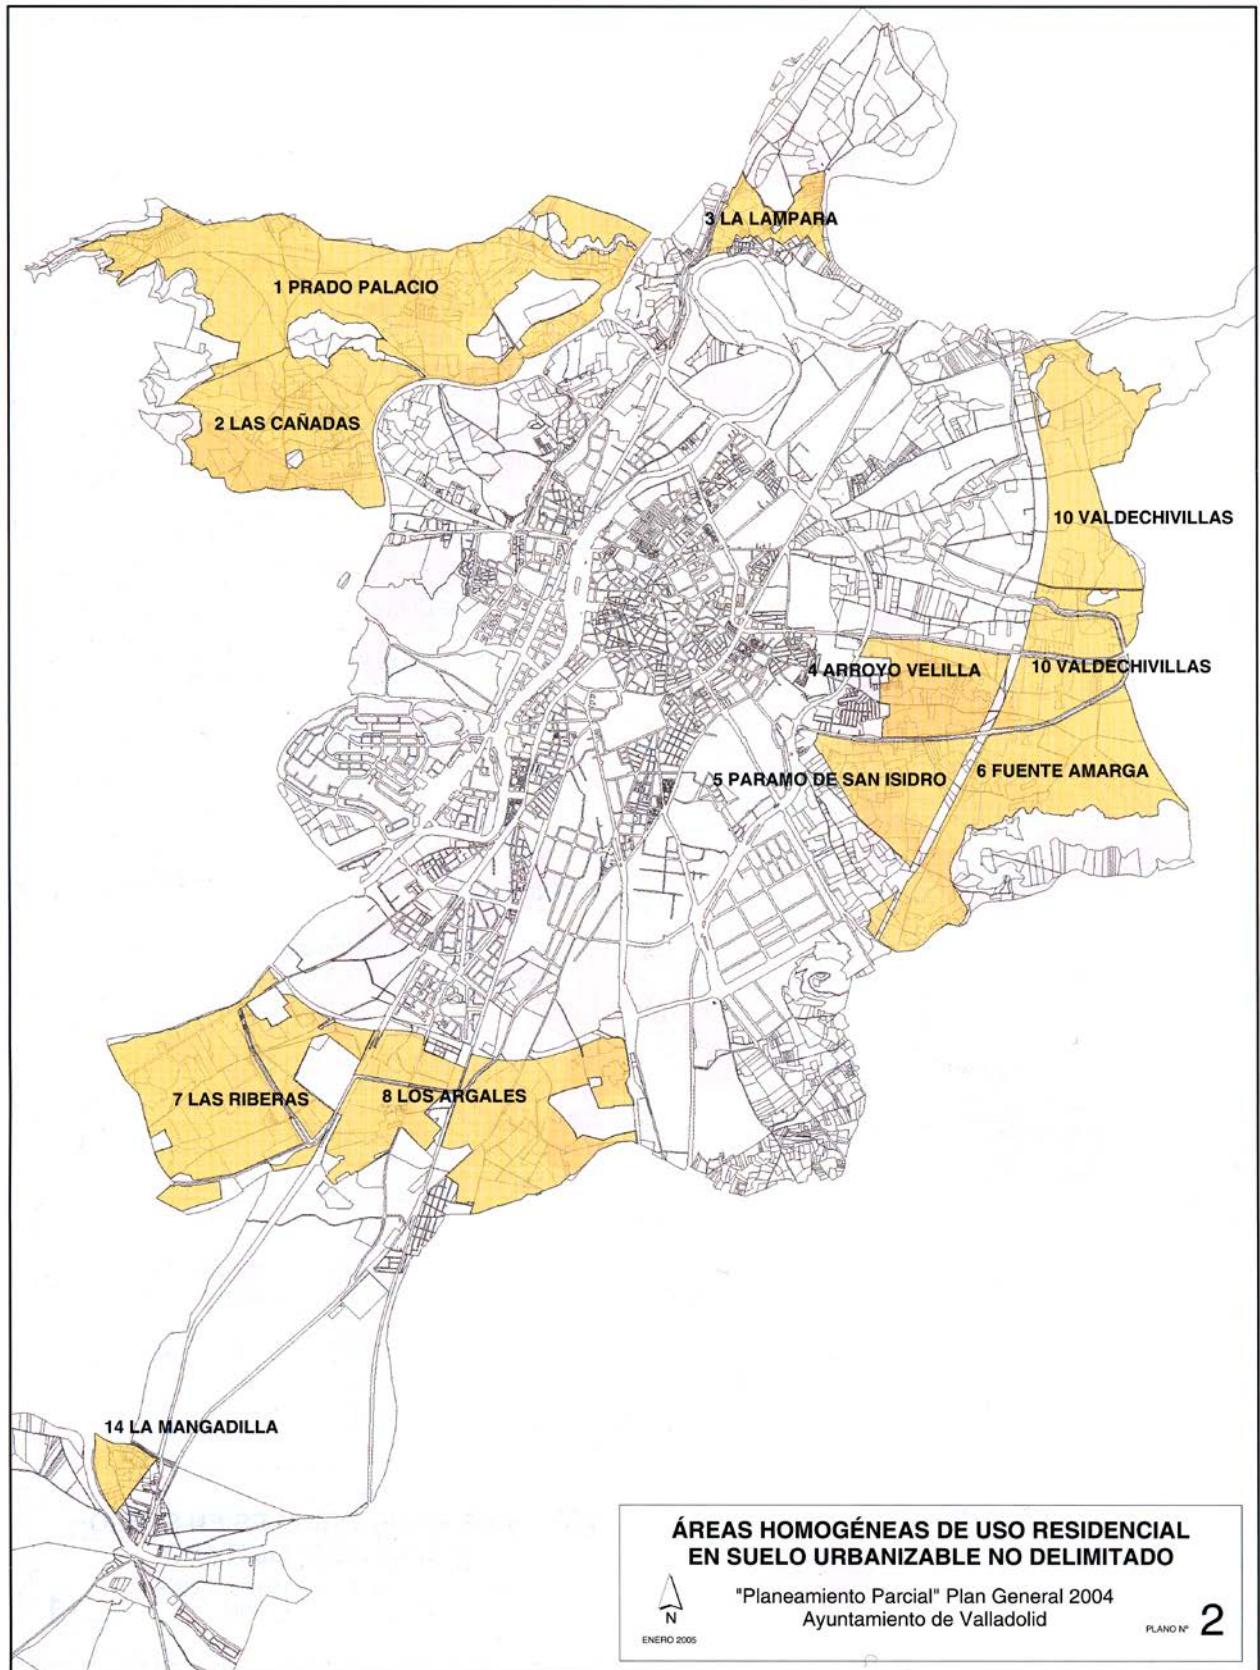 3 LA LAMPARA
1 PRADO PALACIO
2 LAS CAÑADAS
10 VALDECHIVILLAS
4 ARROYO VELILLA
10 VALDECHIVILLAS
5 PARAMO DE SAN ISIDRO
6 FUENTE AMARGA
7 LAS RIBERAS
8 LOS ARGALES
14 LA MANGADILLA
ÁREAS HOMOGÉNEAS DE USO RESIDENCIAL
EN SUELO URBANIZABLE NO DELIMITADO
"Planeamiento Parcial" Plan General 2004
Ayuntamiento de Valladolid
N
ENERO 2005
PLANO Nº 2